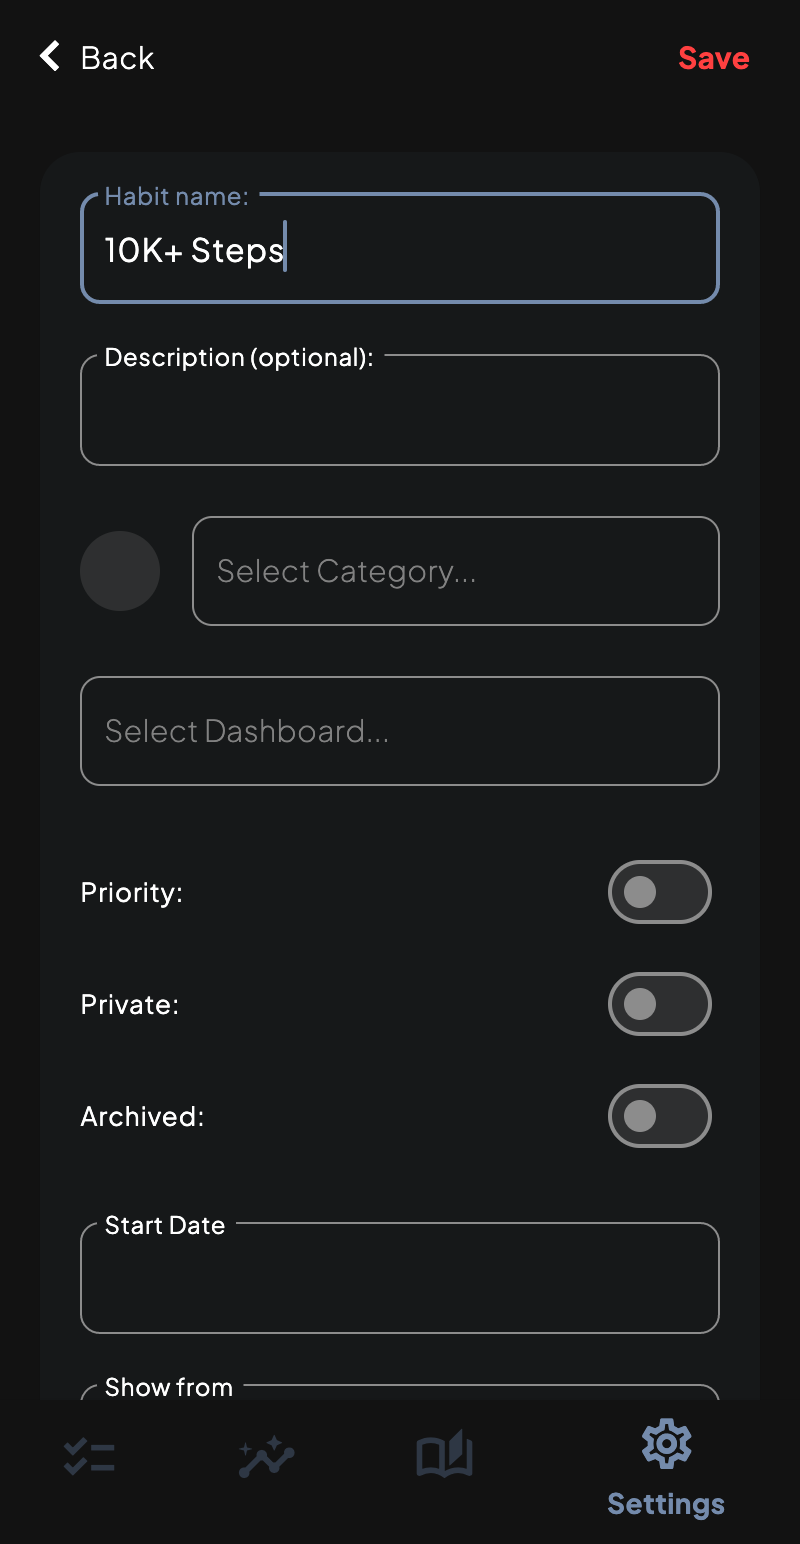 Back
Save
Habit name:
10K+ Steps
Description (optional):
Select Category...
Select Dashboard...
Priority:
Private:
Archived:
Start Date
Show from
Settings